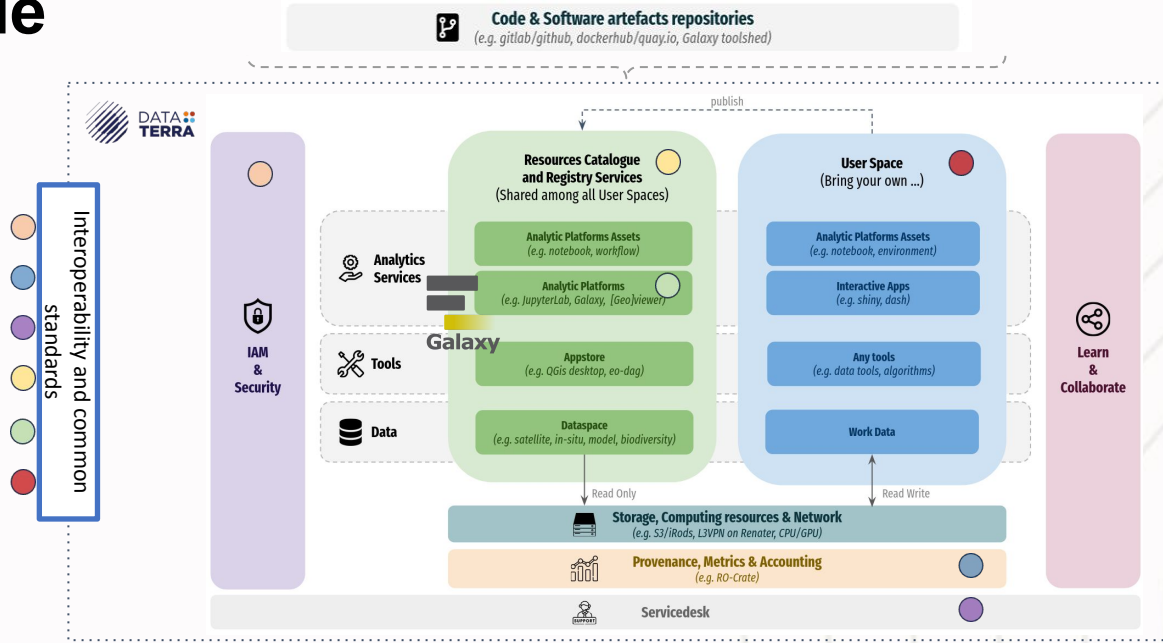 le
Code & Software artefacts repositories
(e.g. gitlab/github, dockerhub/quay.io, Galaxy toolshed)
DATA
TERRA
publish
Interoperability and common
standards
IAM
&
Security
Resources Catalogue
and Registry Services
(Shared among all User Spaces)
User Space
(Bring your own ...)
Analytics
Services
Analytic Platforms Assets
(e.g. notebook, workflow)
Analytic Platforms Assets
(e.g. notebook, environment)
Analytic Platforms
(e.g. JupyterLab, Galaxy, [Geo]viewer)
Interactive Apps
(e.g. shiny, dash)
Galaxy
Tools
Appstore
(e.g. QGis desktop, eo-dag)
Any tools
(e.g. data tools, algorithms)
Data
Dataspace
(e.g. satellite, in-situ, model, biodiversity)
Work Data
Learn
&
Collaborate
Read Only
Read Write
Storage, Computing resources & Network
(e.g. S3/iRods, L3VPN on Renater, CPU/GPU)
Provenance, Metrics & Accounting
(e.g. RO-Crate)
SUPPORT
Servicedesk